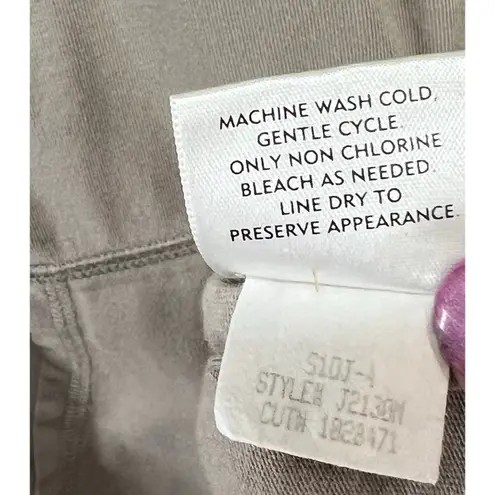 MACHINE WASH COLD,
GENTLE CYCLE.
ONLY NON CHLORINE
BLEACH AS NEEDED.
LINE DRY TO
PRESERVE APPEARANCE.
S10J-A
STYLE# J2130M
CUT# 1828471